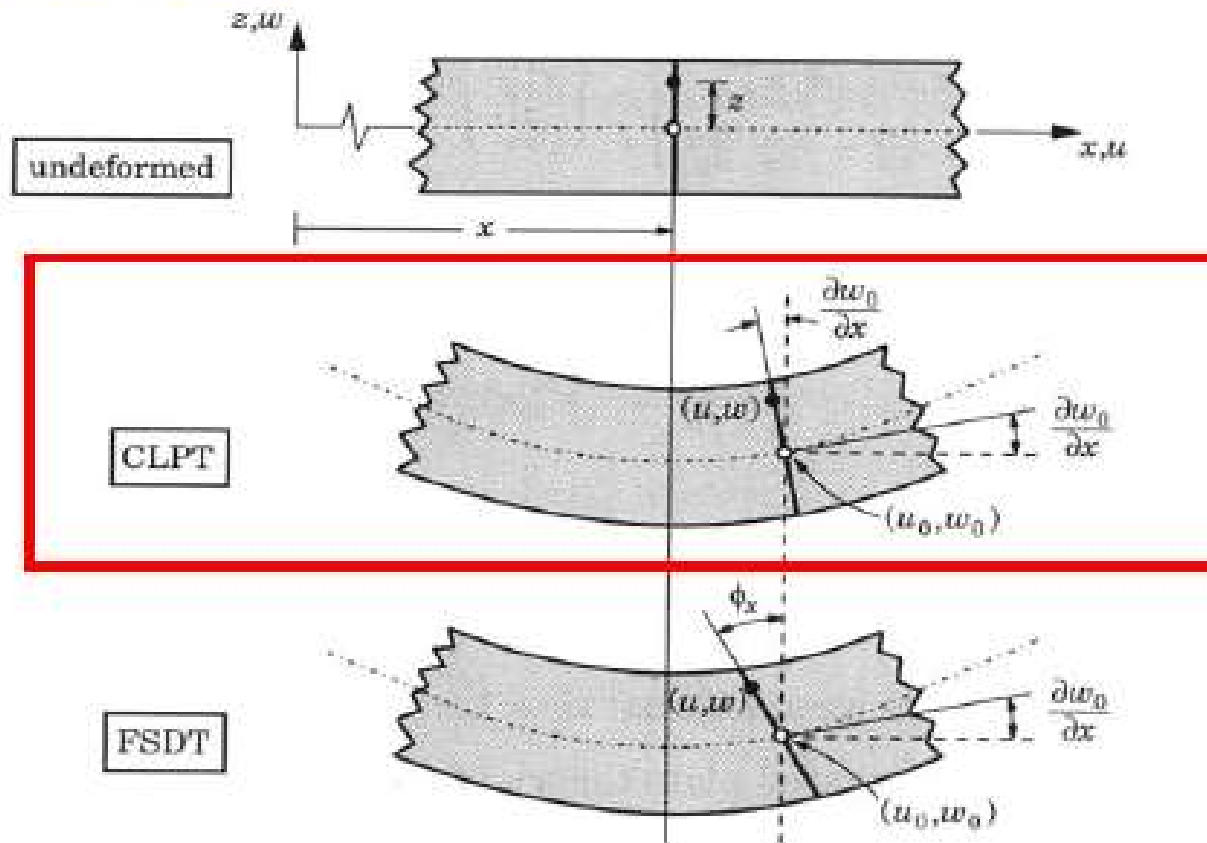 z,w
z
x,u
undeformed
x
∂w₀
∂x
(u,w)
∂w₀
∂x
CLPT
(u₀,w₀)
ϕₓ
(u,w)
∂w₀
∂x
FSDT
(u₀,w₀)